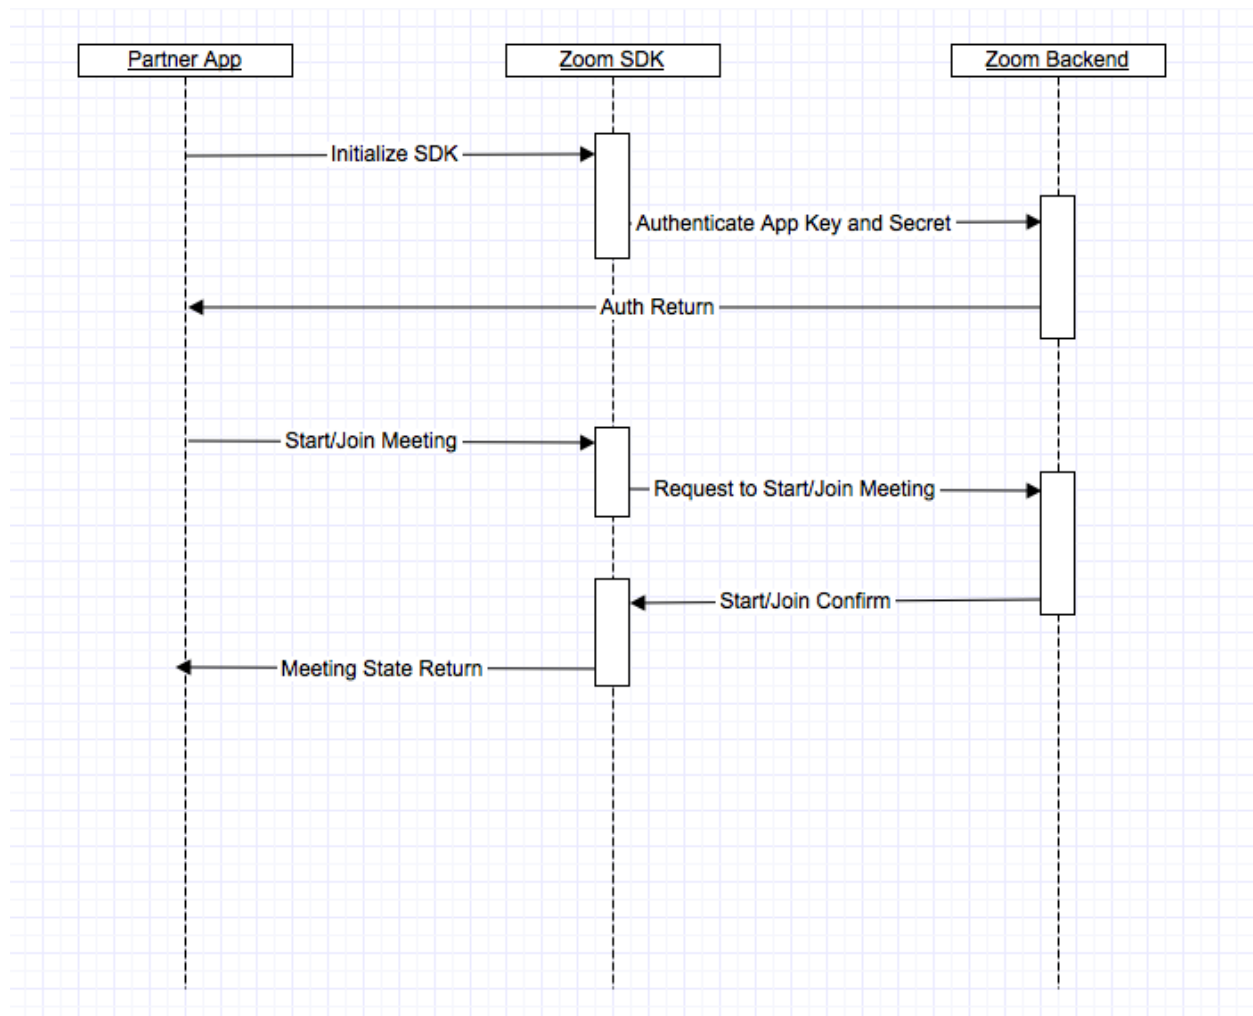 Partner App
Zoom SDK
Zoom Backend
Initialize SDK
Authenticate App Key and Secret
Auth Return
Start/Join Meeting
Request to Start/Join Meeting
Start/Join Confirm
Meeting State Return